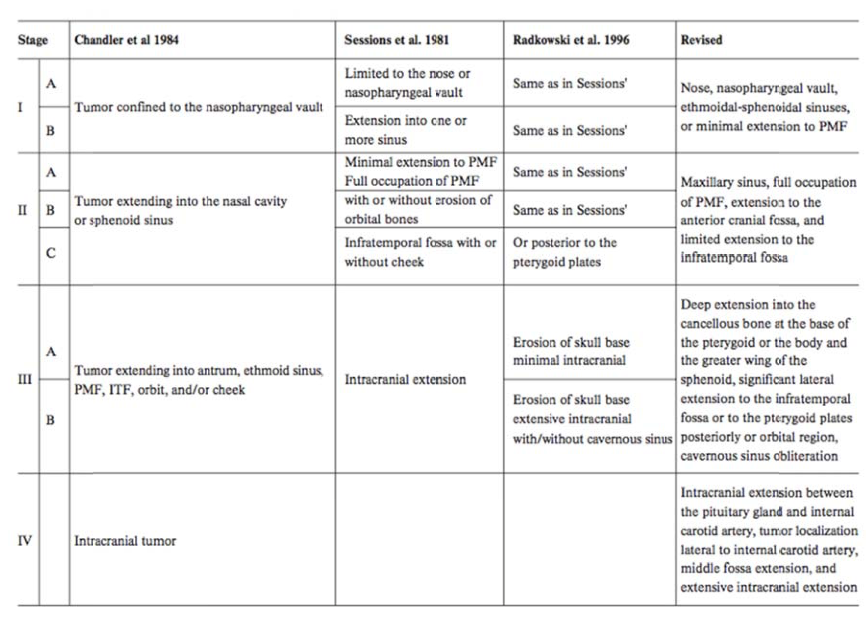 Stage Chandler et al 1984 Sessions et al. 1981 Radkowski et al. 1996 Revised
I
A
B
Tumor confined to the nasopharyngeal vault
Limited to the nose or
nasopharyngeal vault
Extension into one or
more sinus
Same as in Sessions'
Same as in Sessions'
Nose, nasopharyngeal vault,
ethmoidal-sphenoidal sinuses,
or minimal extension to PMF
II
A
B
C
Tumor extending into the nasal cavity
or sphenoid sinus
Minimal extension to PMF
Full occupation of PMF
with or without erosion of
orbital bones
Infratemporal fossa with or
without cheek
Same as in Sessions'
Same as in Sessions'
Or posterior to the
pterygoid plates
Maxillary sinus, full occupation
of PMF, extension to the
anterior cranial fossa, and
limited extension to the
infratemporal fossa
III
A
B
Tumor extending into antrum, ethmoid sinus,
PMF, ITF, orbit, and/or cheek
Intracranial extension
Erosion of skull base
minimal intracranial
Erosion of skull base
extensive intracranial
with/without cavernous sinus
Deep extension into the
cancellous bone at the base of
the pterygoid or the body and
the greater wing of the
sphenoid, significant lateral
extension to the infratemporal
fossa or to the pterygoid plates
posteriorly or orbital region,
cavernous sinus obliteration
IV
Intracranial tumor
Intracranial extension between
the pituitary gland and internal
carotid artery, tumor localization
lateral to internal carotid artery,
middle fossa extension, and
extensive intracranial extension